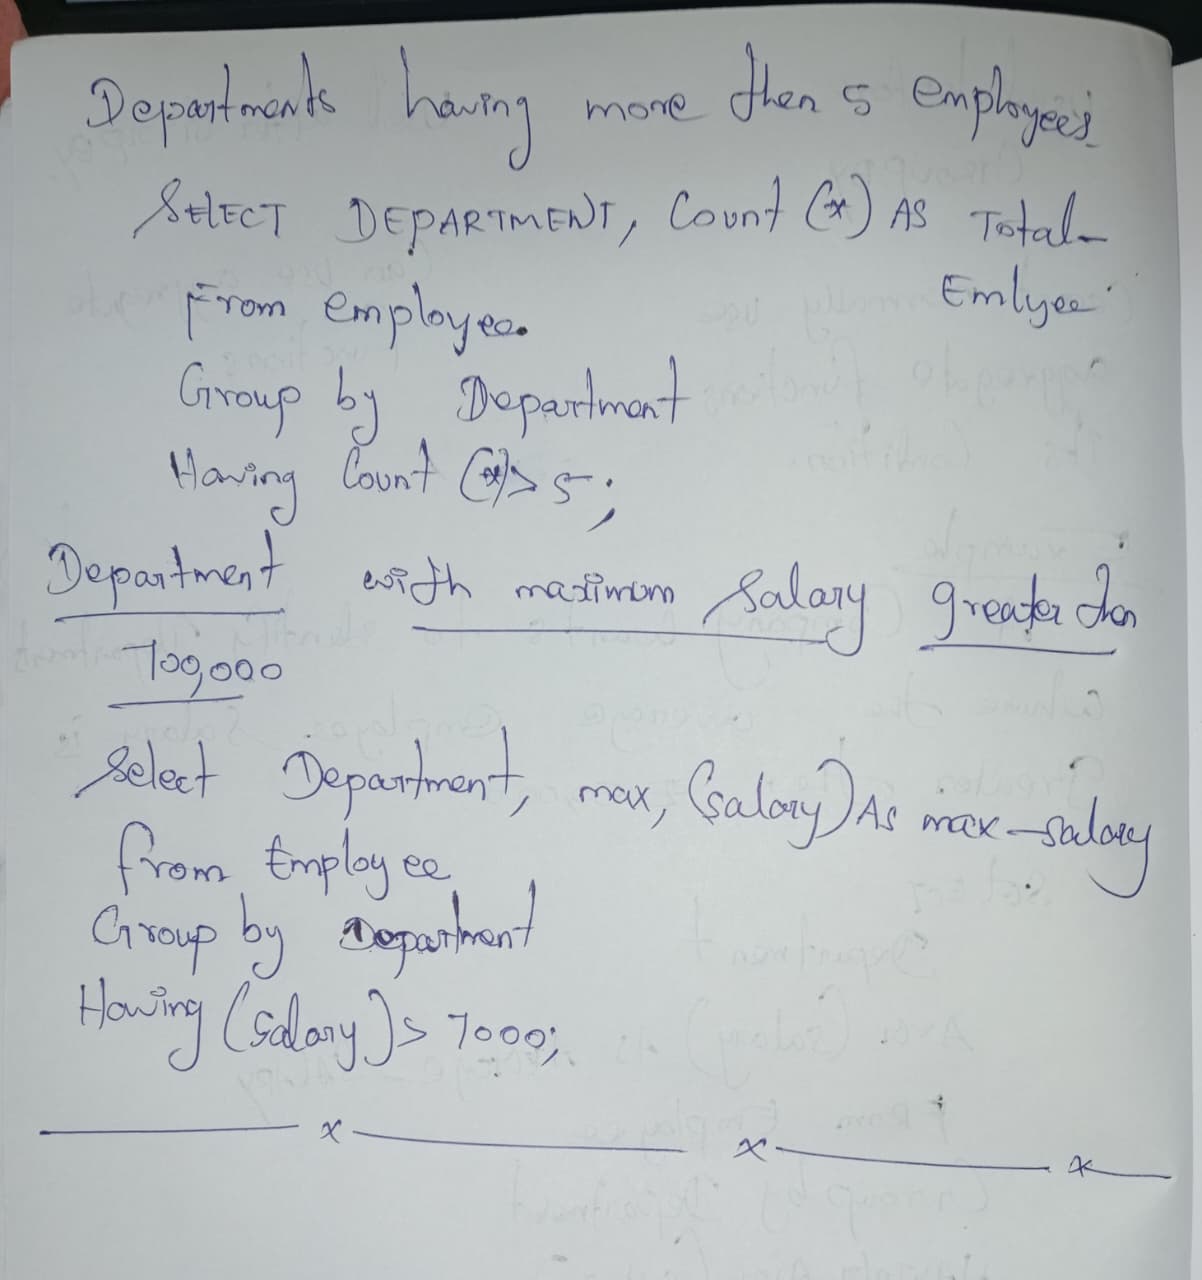 Departments having more then 5 employees
SELECT DEPARTMENT, Count (*) AS Total-
Emlyee
From employee
Group by Department
Having Count (*)> 5;
Department with maximum Salary greater than
700,000
Select Department, max, (salary) As max-salary
from Employee
Group by Department
Having (salary)> 7000;